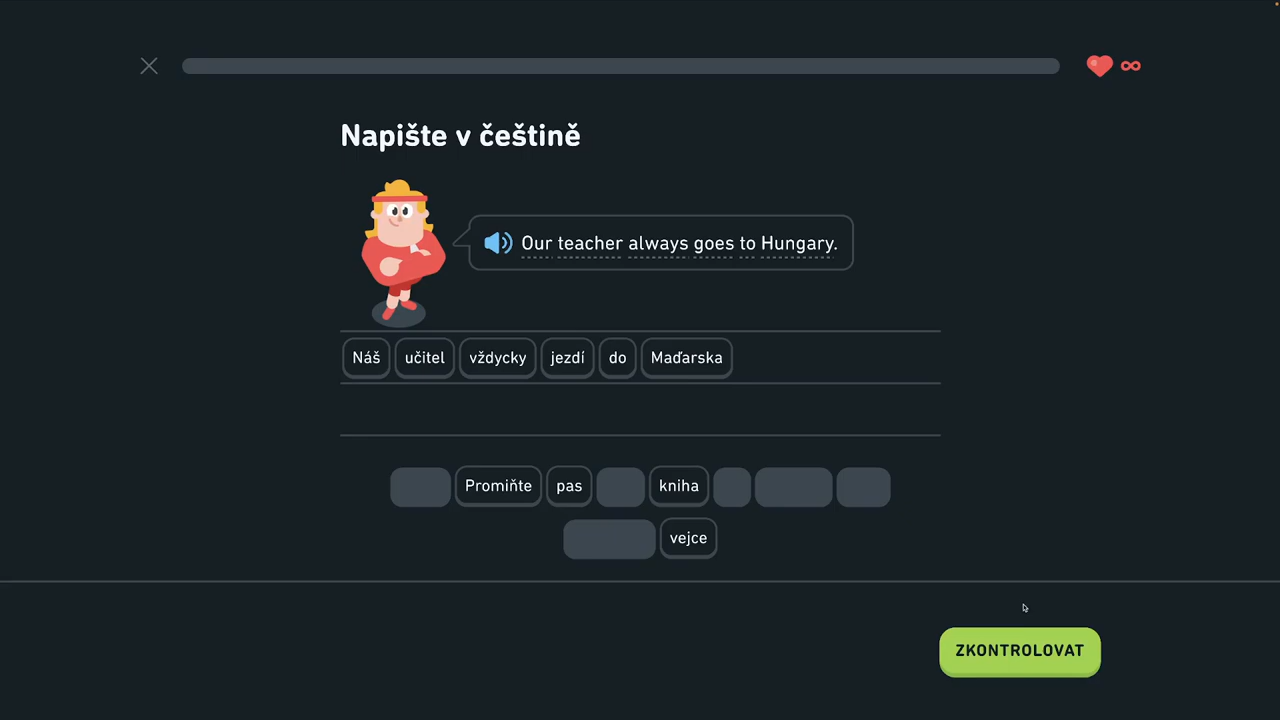 Napište v češtině
Our teacher always goes to Hungary.
Náš učitel vždycky jezdí do Maďarska
Promiňte pas kniha
vejce
ZKONTROLOVAT